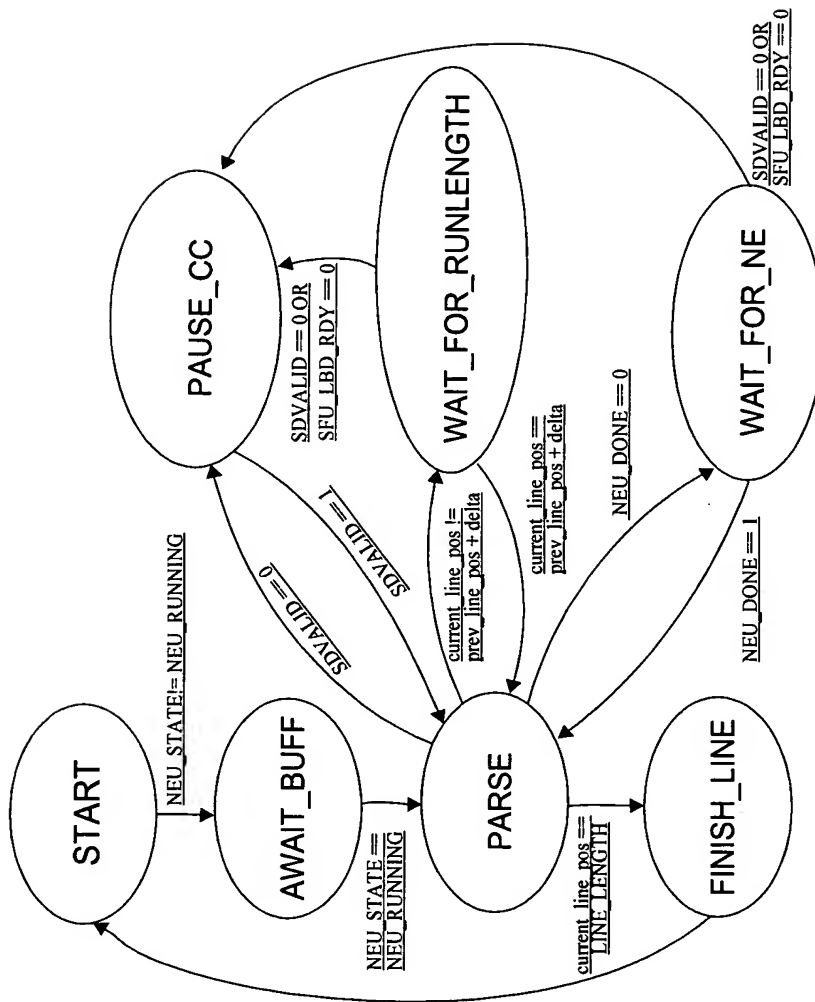 START
NEU_STATE!= NEU_RUNNING
AWAIT_BUFF
NEU_STATE ==
NEU_RUNNING
PARSE
current_line_pos ==
LINE_LENGTH
FINISH_LINE
PAUSE_CC
SDVALID == 0
SDVALID == 1
SDVALID == 0 OR
SFU_LBD_RDY == 0
WAIT_FOR_RUNLENGTH
current_line_pos !=
prev_line_pos + delta
current_line_pos ==
prev_line_pos + delta
WAIT_FOR_NE
NEU_DONE == 0
NEU_DONE == 1
SDVALID == 0 OR
SFU_LBD_RDY == 0